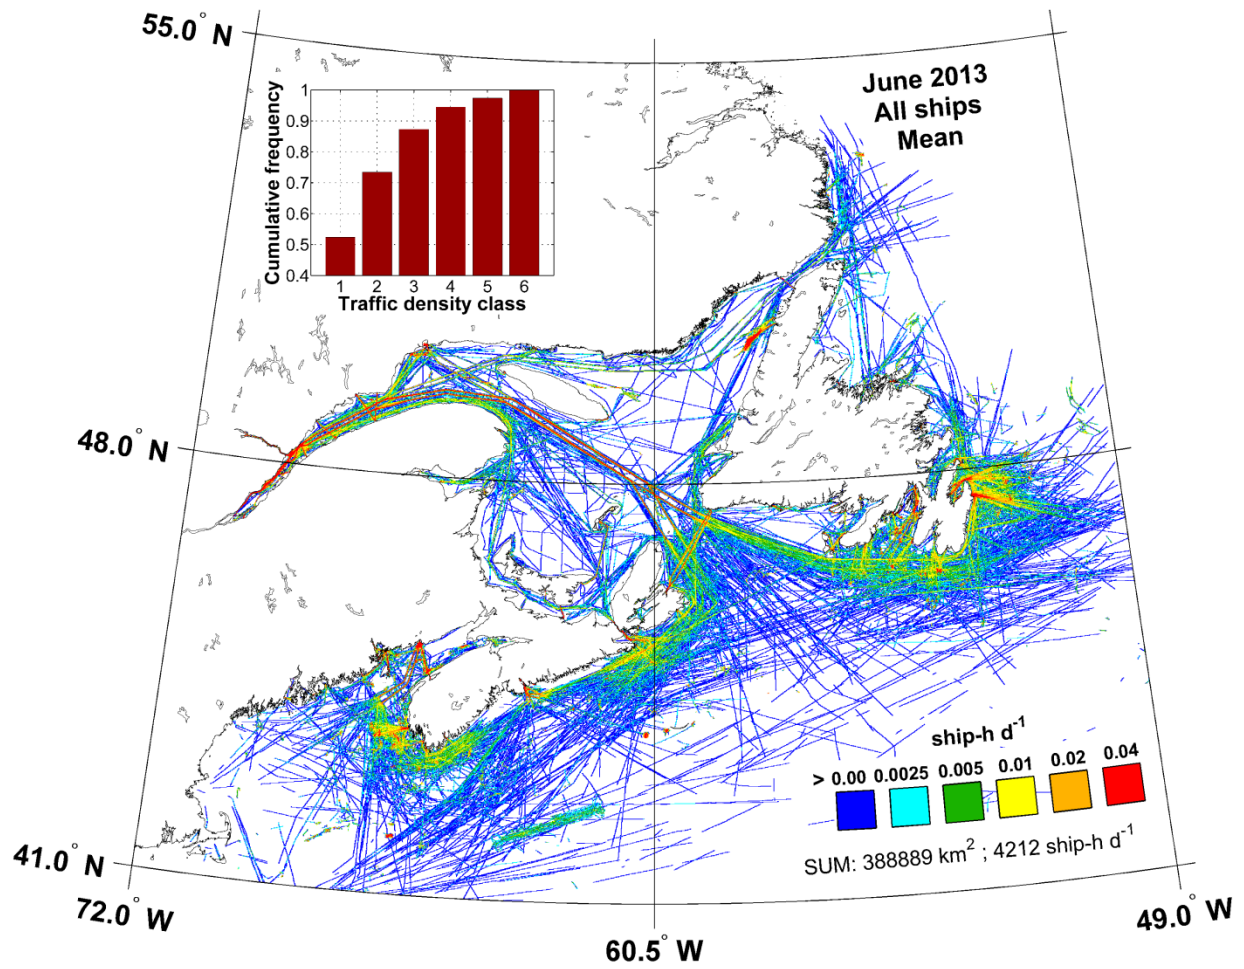 55.0° N
June 2013
All ships
Mean
Cumulative frequency
1
0.9
0.8
0.7
0.6
0.5
0.4
1 2 3 4 5 6
Traffic density class
48.0° N
ship-h d⁻¹
> 0.00 0.0025 0.005 0.01 0.02 0.04
SUM: 388889 km² ; 4212 ship-h d⁻¹
41.0° N
72.0° W
60.5° W
49.0° W